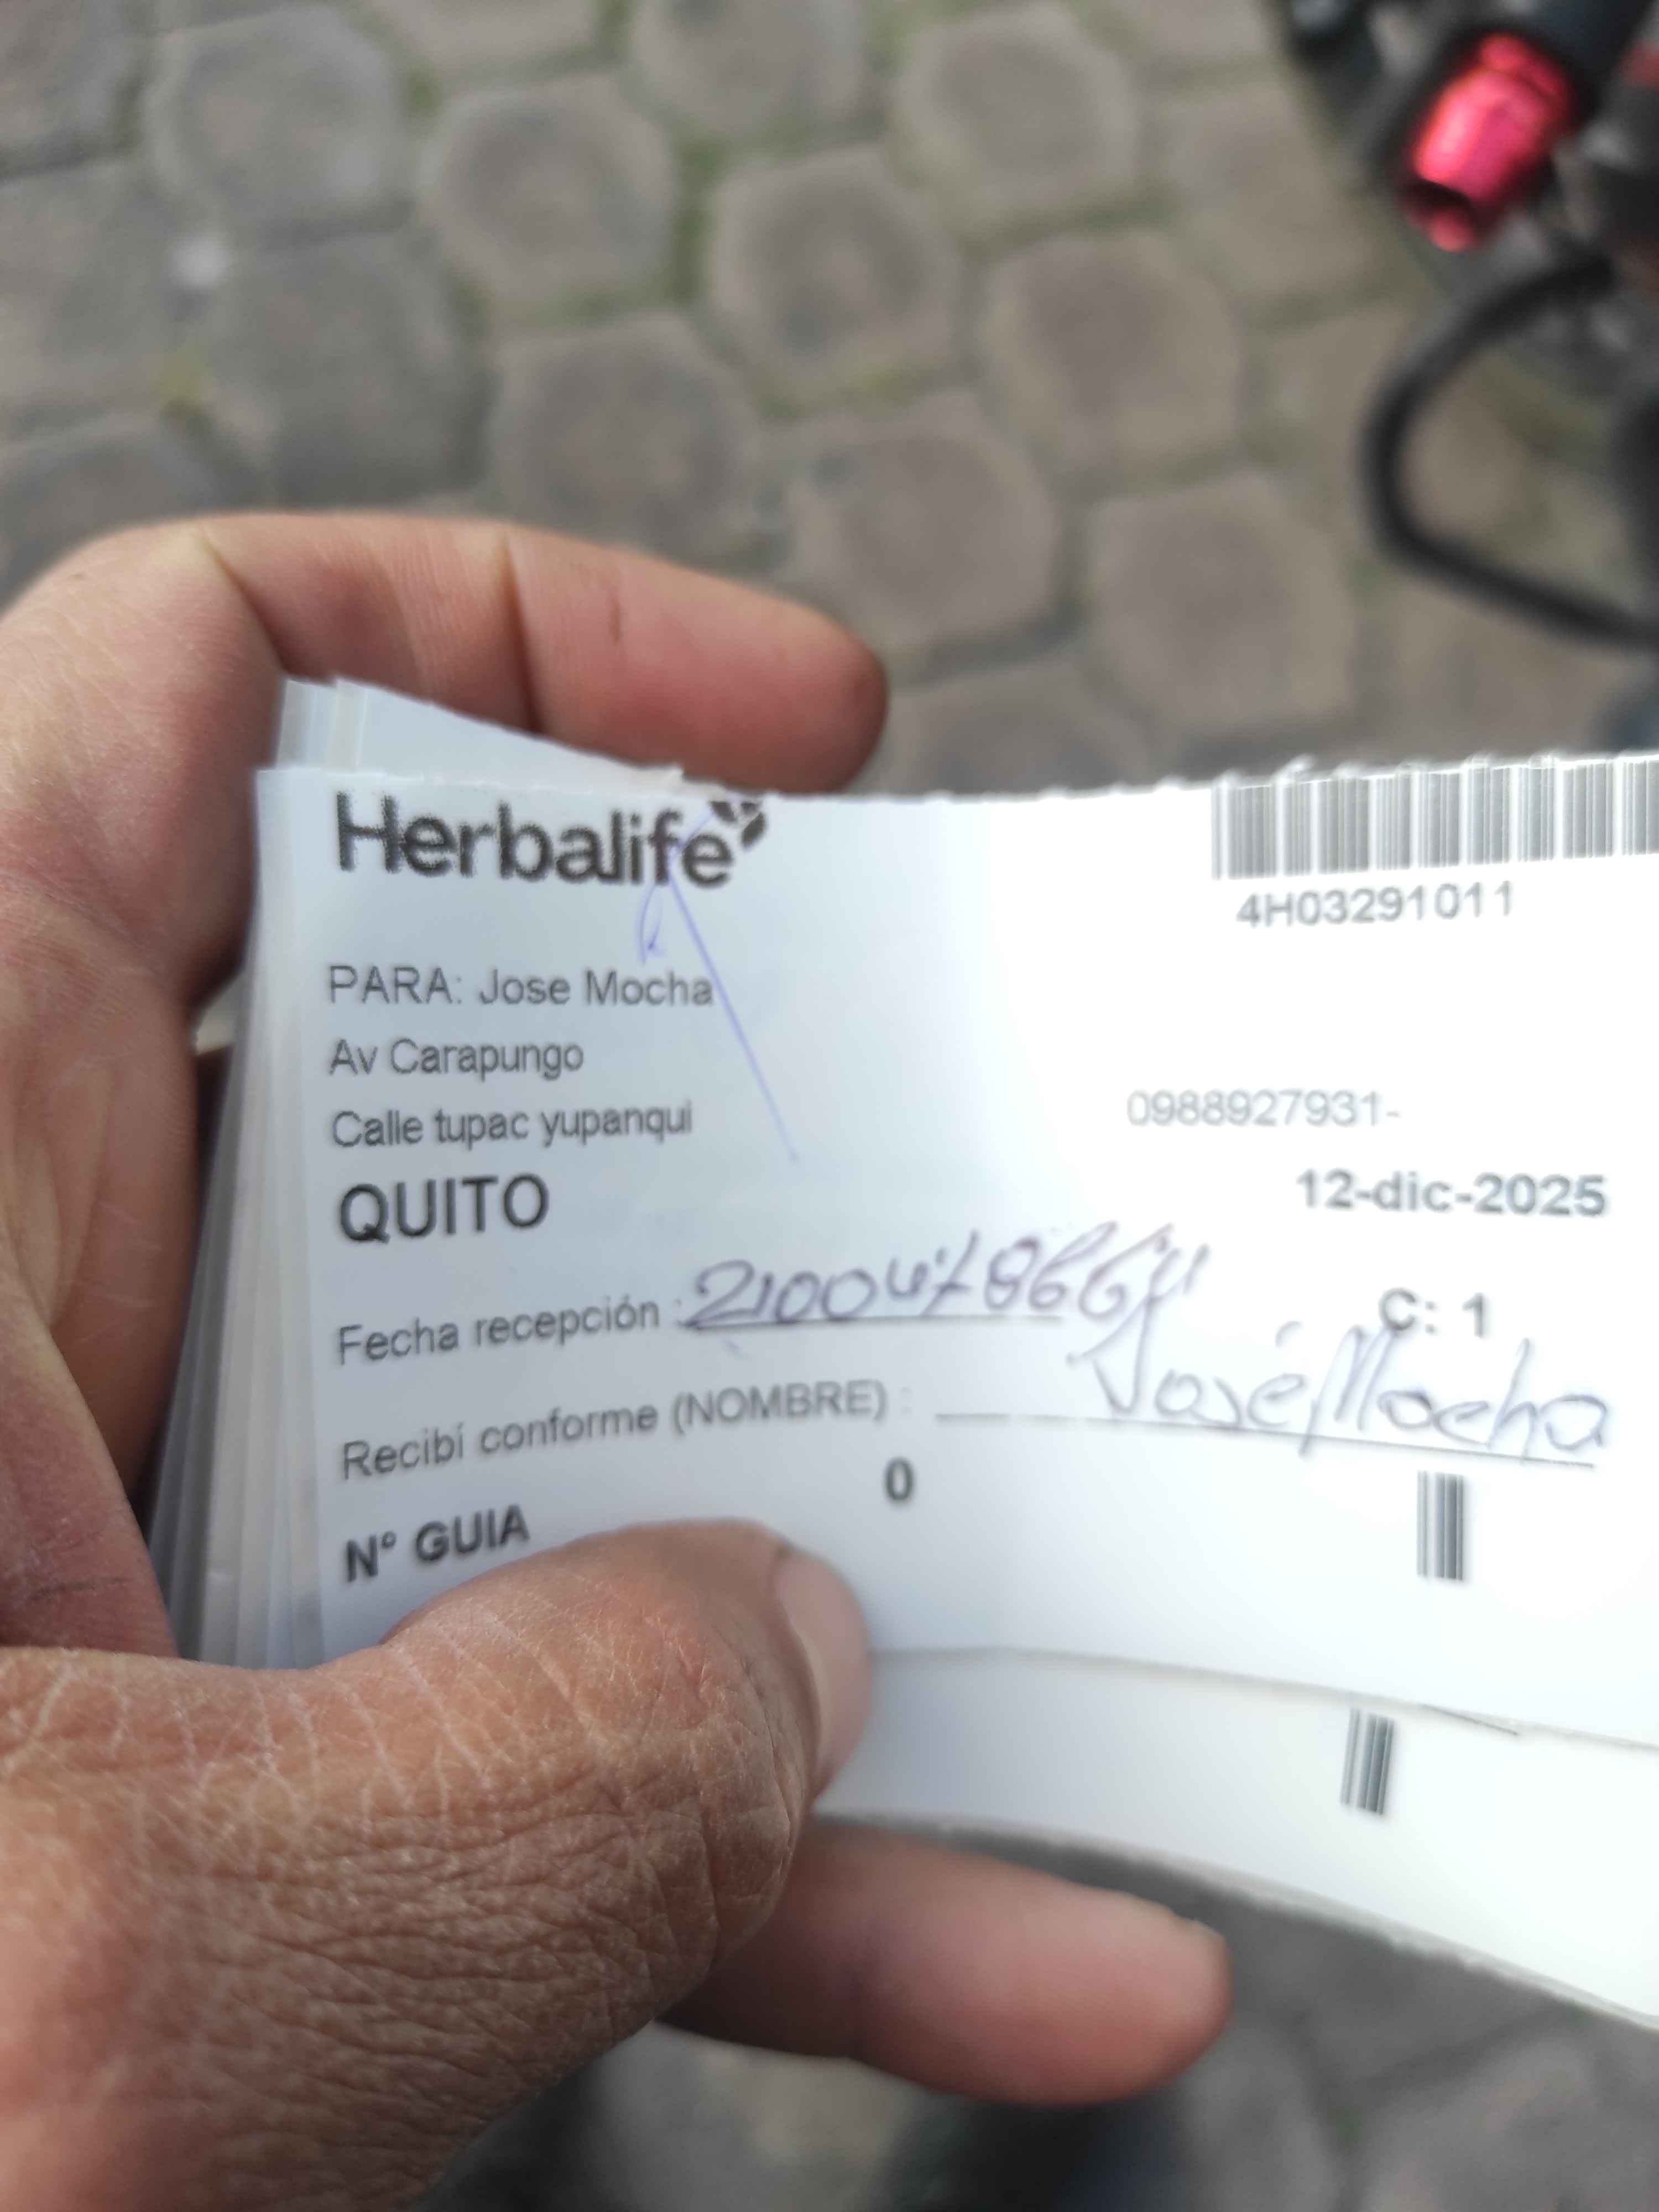 Herbalife
4H03291011
PARA: Jose Mocha
Av Carapungo
Calle tupac yupanqui
0988927931-
QUITO
12-dic-2025
Fecha recepción : 2100478664
C: 1
Recibí conforme (NOMBRE) : José Mocha
N° GUIA 0